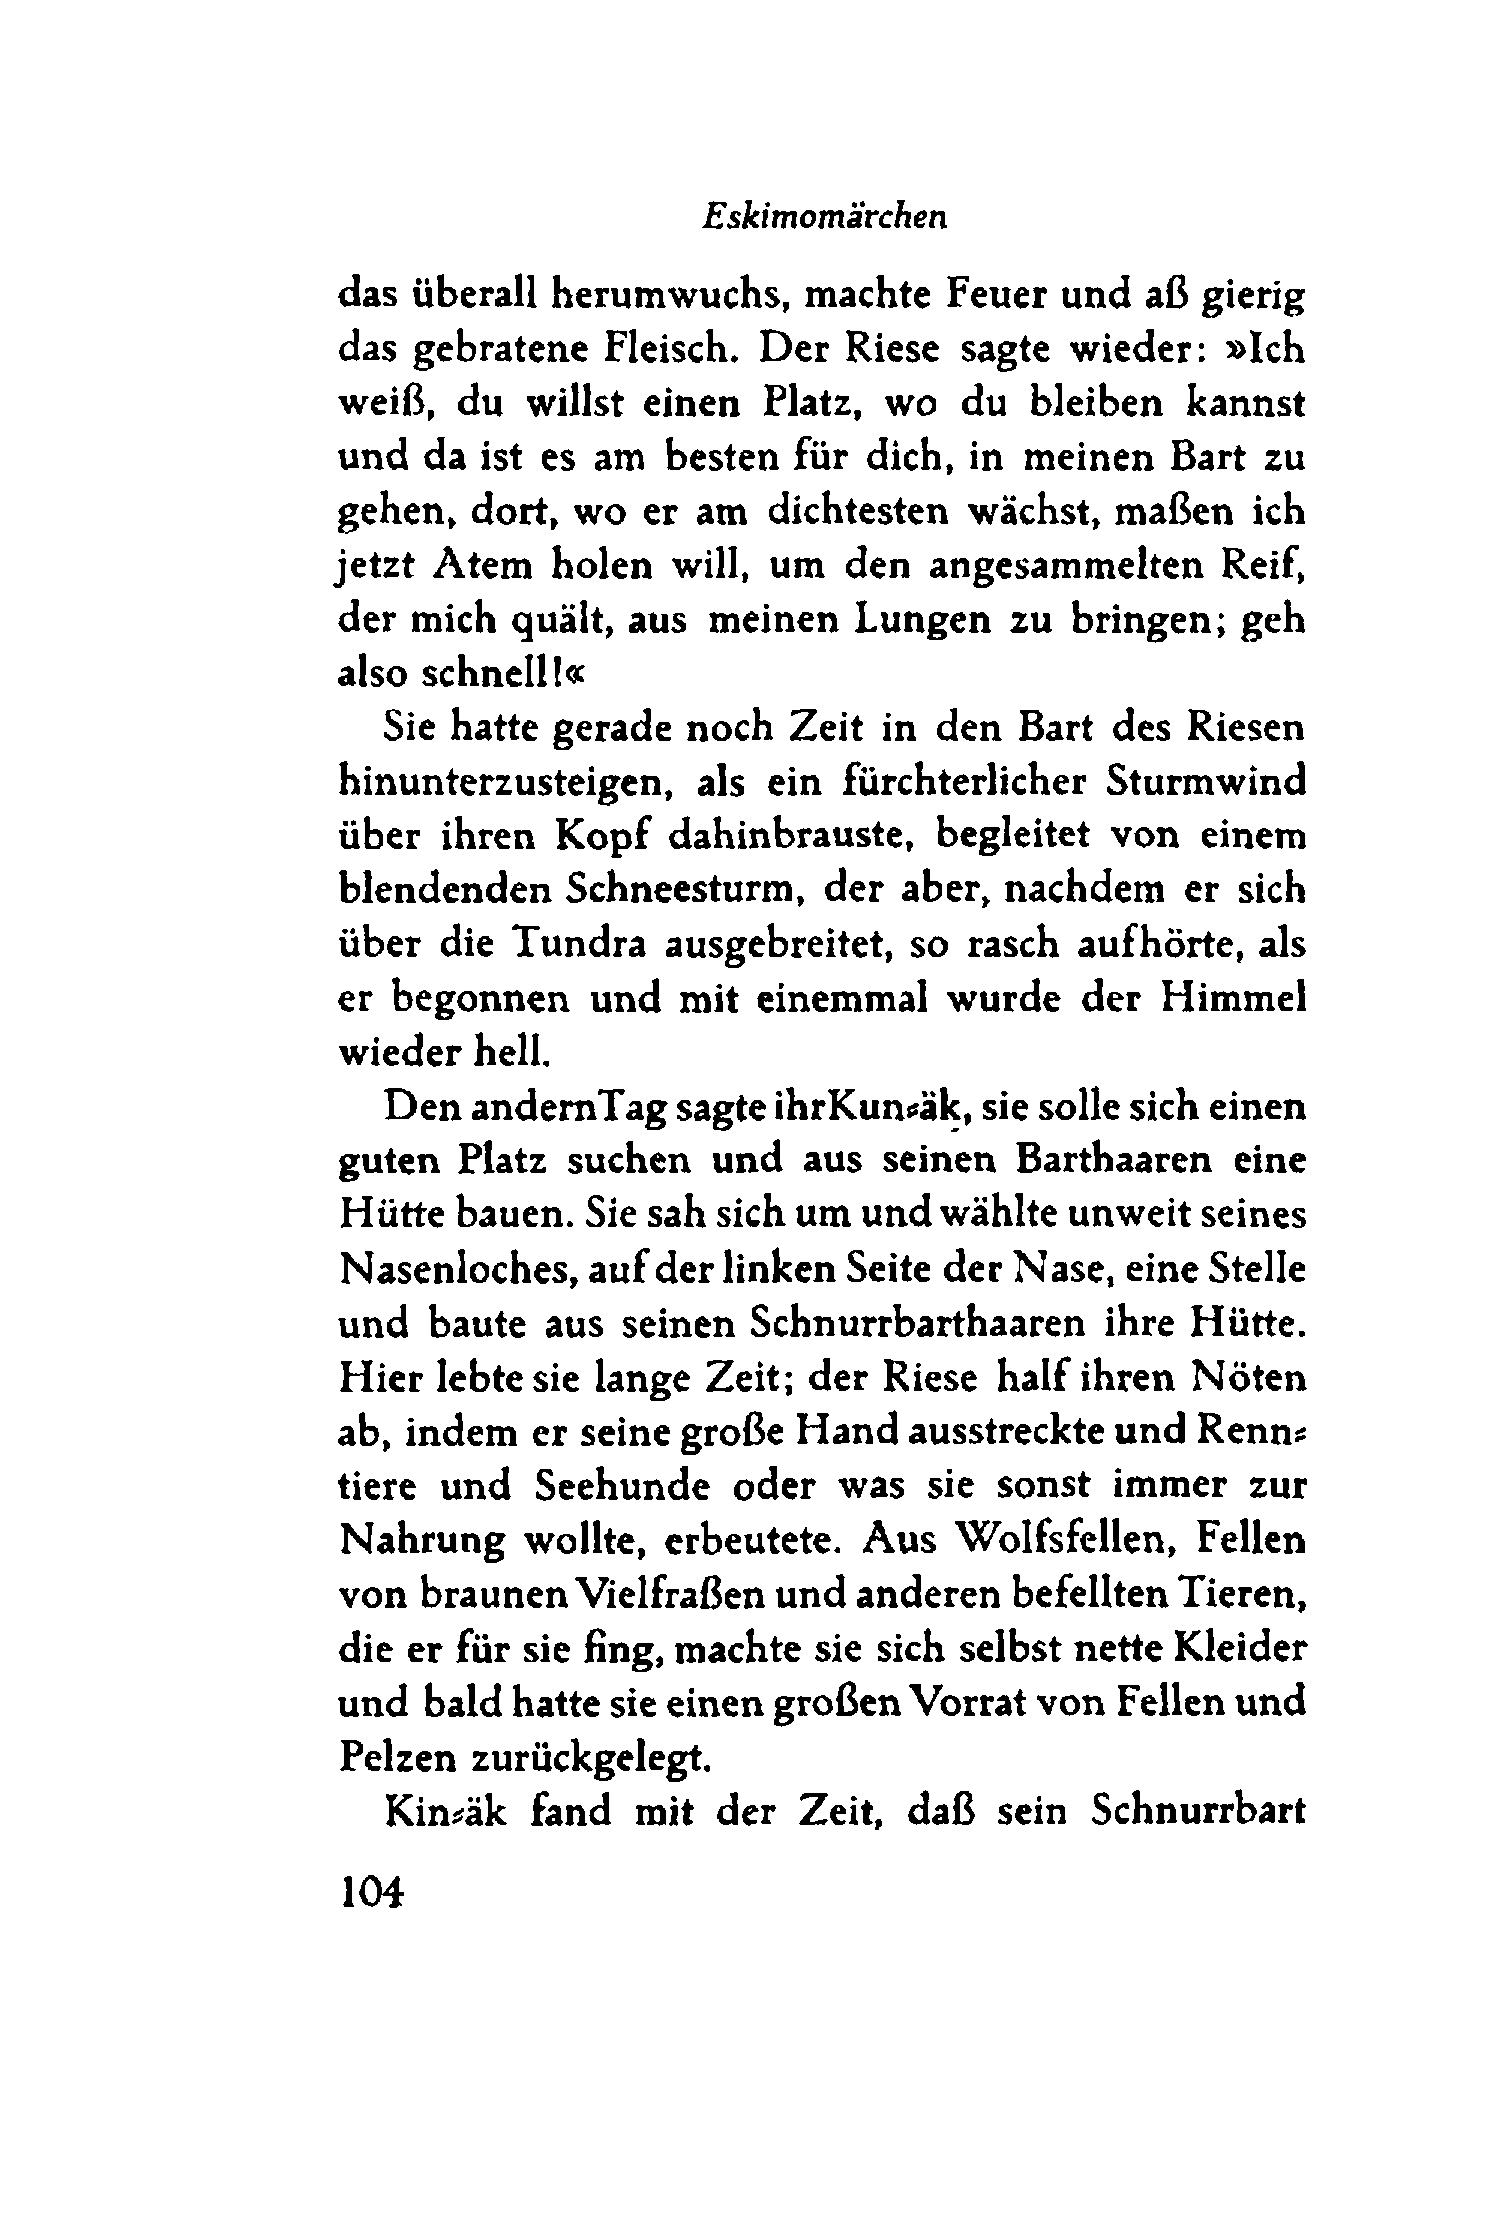 Eskimomärchen
das überall herumwuchs, machte Feuer und aß gierig
das gebratene Fleisch. Der Riese sagte wieder: »Ich
weiß, du willst einen Platz, wo du bleiben kannst
und da ist es am besten für dich, in meinen Bart zu
gehen, dort, wo er am dichtesten wächst, maßen ich
jetzt Atem holen will, um den angesammelten Reif,
der mich quält, aus meinen Lungen zu bringen; geh
also schnell!«
Sie hatte gerade noch Zeit in den Bart des Riesen
hinunterzusteigen, als ein fürchterlicher Sturmwind
über ihren Kopf dahinbrauste, begleitet von einem
blendenden Schneesturm, der aber, nachdem er sich
über die Tundra ausgebreitet, so rasch aufhörte, als
er begonnen und mit einemmal wurde der Himmel
wieder hell.
Den andern Tag sagte ihr Kun⸗äḳ, sie solle sich einen
guten Platz suchen und aus seinen Barthaaren eine
Hütte bauen. Sie sah sich um und wählte unweit seines
Nasenloches, auf der linken Seite der Nase, eine Stelle
und baute aus seinen Schnurrbarthaaren ihre Hütte.
Hier lebte sie lange Zeit; der Riese half ihren Nöten
ab, indem er seine große Hand ausstreckte und Renn⸗
tiere und Seehunde oder was sie sonst immer zur
Nahrung wollte, erbeutete. Aus Wolfsfellen, Fellen
von braunen Vielfraßen und anderen befellten Tieren,
die er für sie fing, machte sie sich selbst nette Kleider
und bald hatte sie einen großen Vorrat von Fellen und
Pelzen zurückgelegt.
Kin⸗äk fand mit der Zeit, daß sein Schnurrbart
104